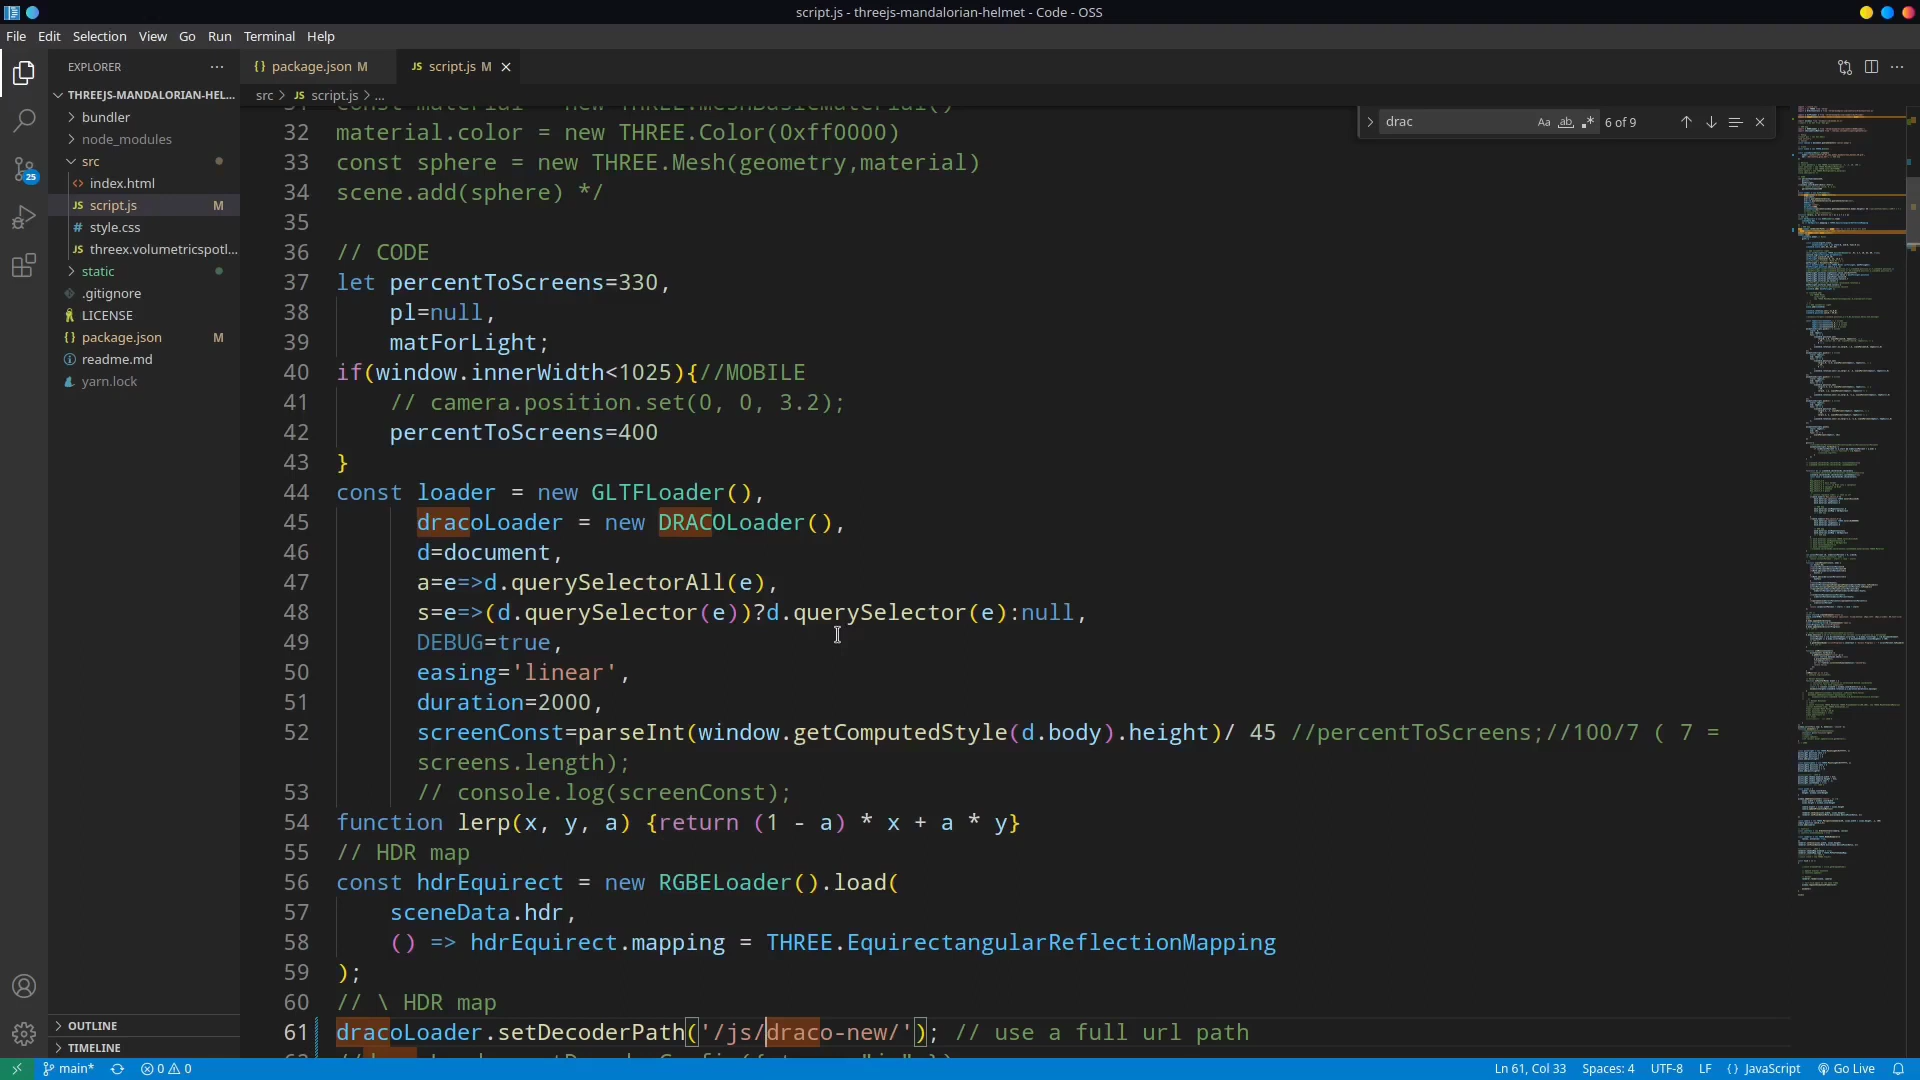 script.js - threejs-mandalorian-helmet - Code - OSS
File Edit Selection View Go Run Terminal Help
EXPLORER
THREEJS-MANDALORIAN-HEL...
bundler
node_modules
src
index.html
JS script.js M
# style.css
JS threex.volumetricspotl...
static
.gitignore
LICENSE
{} package.json M
readme.md
yarn.lock
25
OUTLINE
TIMELINE
{} package.json M
JS script.js M
src > JS script.js > ...
drac
Aa ab .*
6 of 9
32 material.color = new THREE.Color(0xff0000)
33 const sphere = new THREE.Mesh(geometry,material)
34 scene.add(sphere) */
35
36 // CODE
37 let percentToScreens=330,
38 pl=null,
39 matForLight;
40 if(window.innerWidth<1025){//MOBILE
41 // camera.position.set(0, 0, 3.2);
42 percentToScreens=400
43 }
44 const loader = new GLTFLoader(),
45 dracoLoader = new DRACOLoader(),
46 d=document,
47 a=e=>d.querySelectorAll(e),
48 s=e=>(d.querySelector(e))?d.querySelector(e):null,
49 DEBUG=true,
50 easing='linear',
51 duration=2000,
52 screenConst=parseInt(window.getComputedStyle(d.body).height)/ 45 //percentToScreens;//100/7 ( 7 =
screens.length);
53 // console.log(screenConst);
54 function lerp(x, y, a) {return (1 - a) * x + a * y}
55 // HDR map
56 const hdrEquirect = new RGBELoader().load(
57 sceneData.hdr,
58 () => hdrEquirect.mapping = THREE.EquirectangularReflectionMapping
59 );
60 // \ HDR map
61 dracoLoader.setDecoderPath('/js/draco-new/'); // use a full url path
main* 0 0
Ln 61, Col 33 Spaces: 4 UTF-8 LF {} JavaScript Go Live